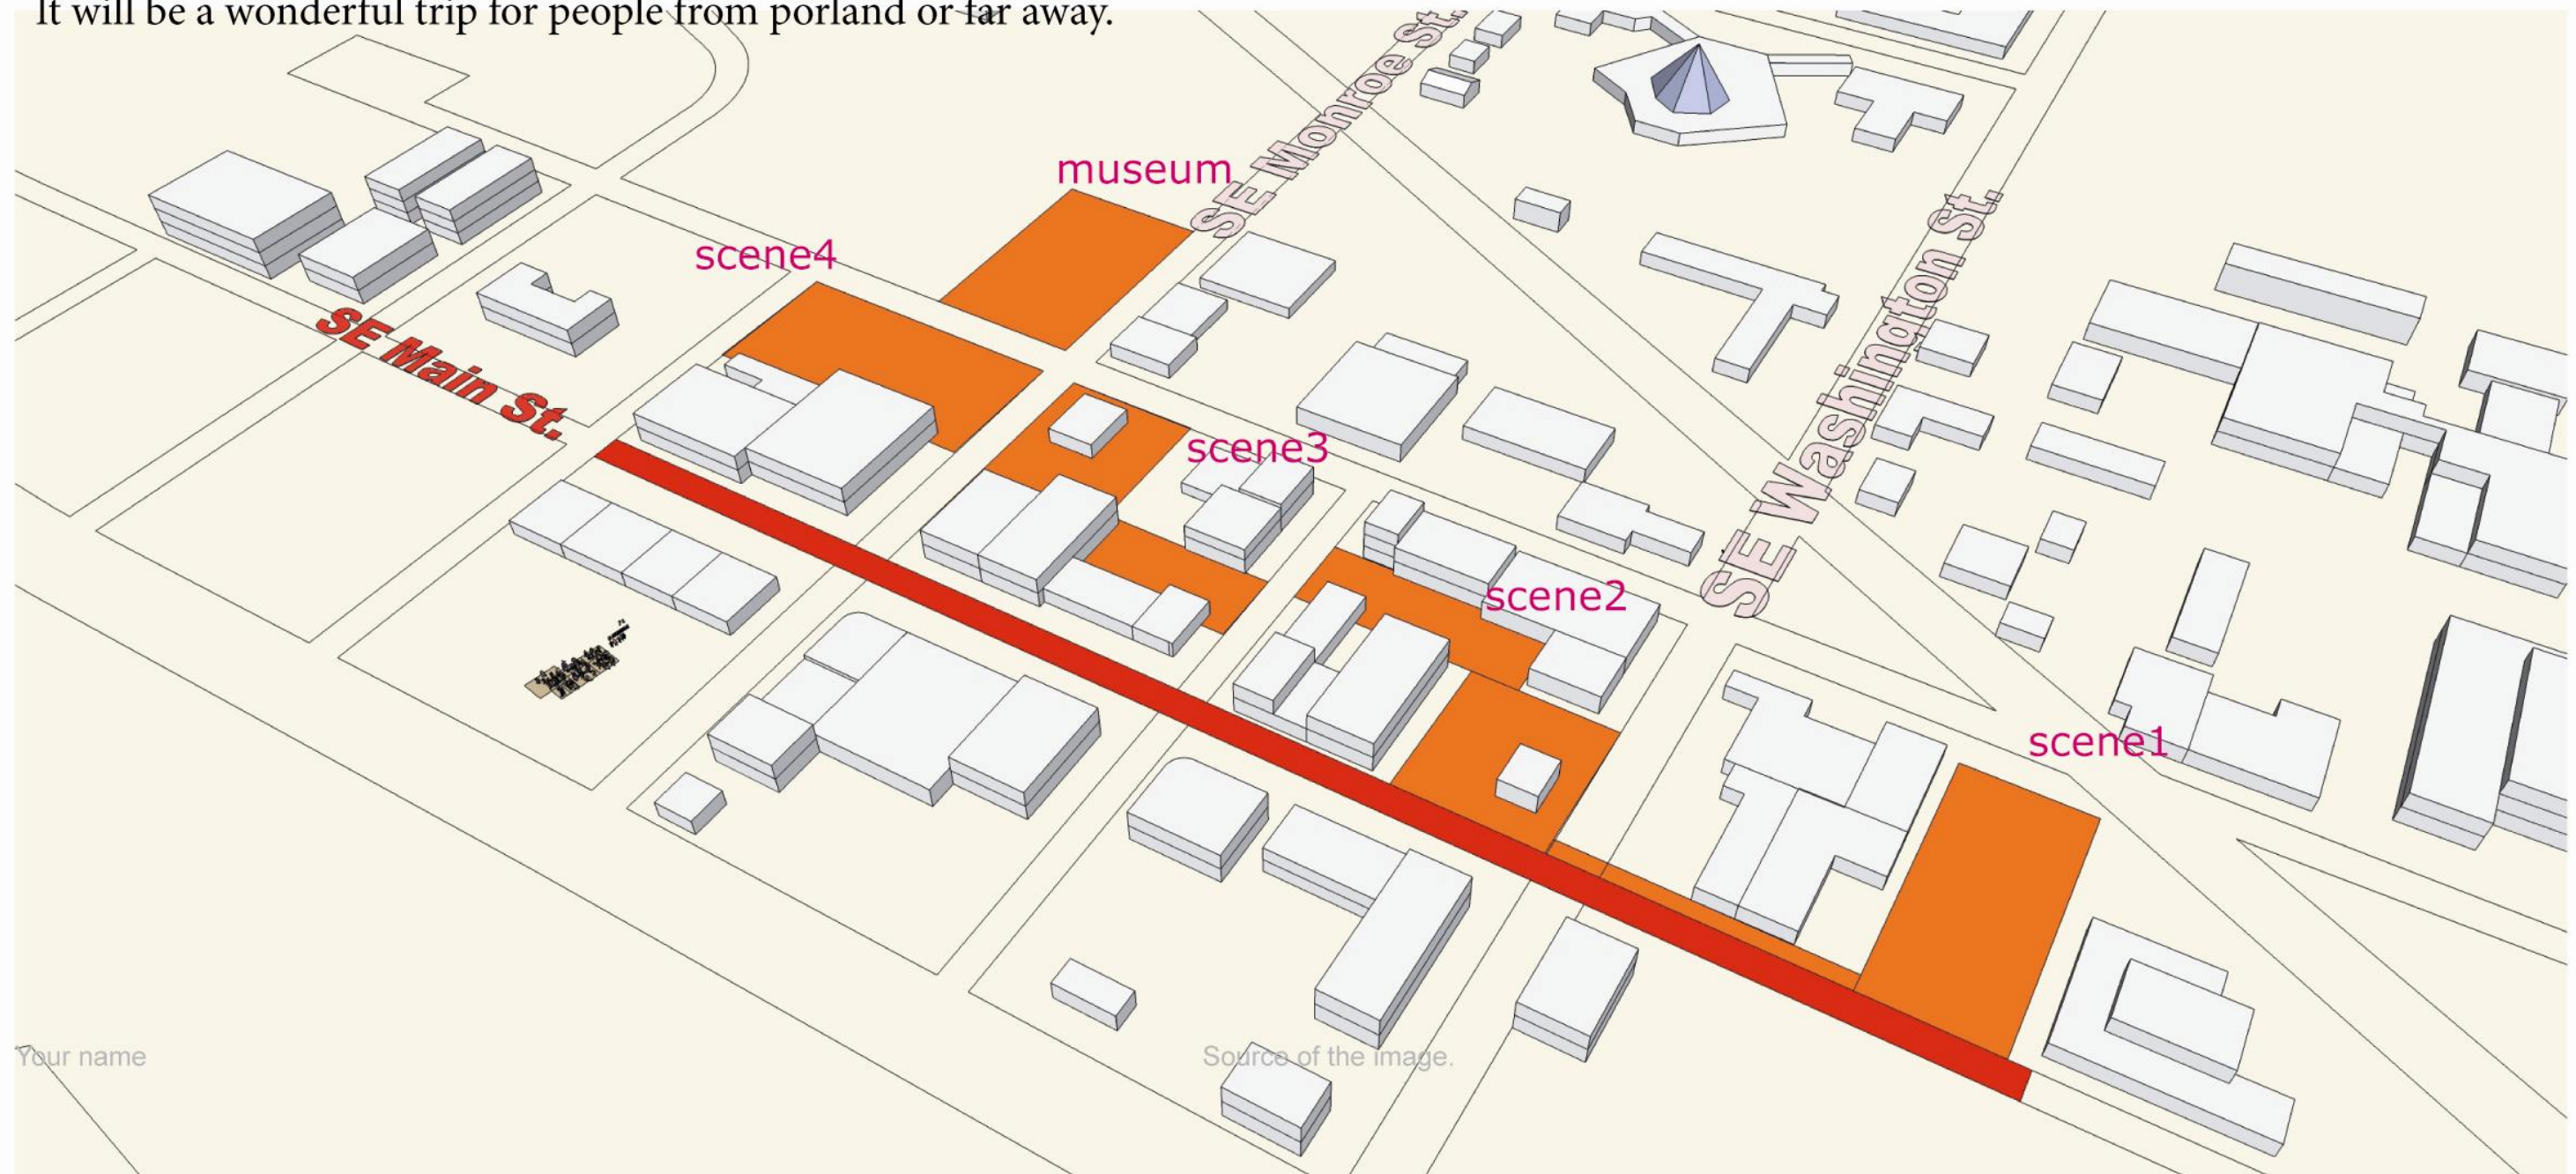 It will be a wonderful trip for people from porland or far away.
SE Monroe St.
museum
SE Washington St.
scene4
SE Main St.
scene3
scene2
scene1
Your name
Source of the image.